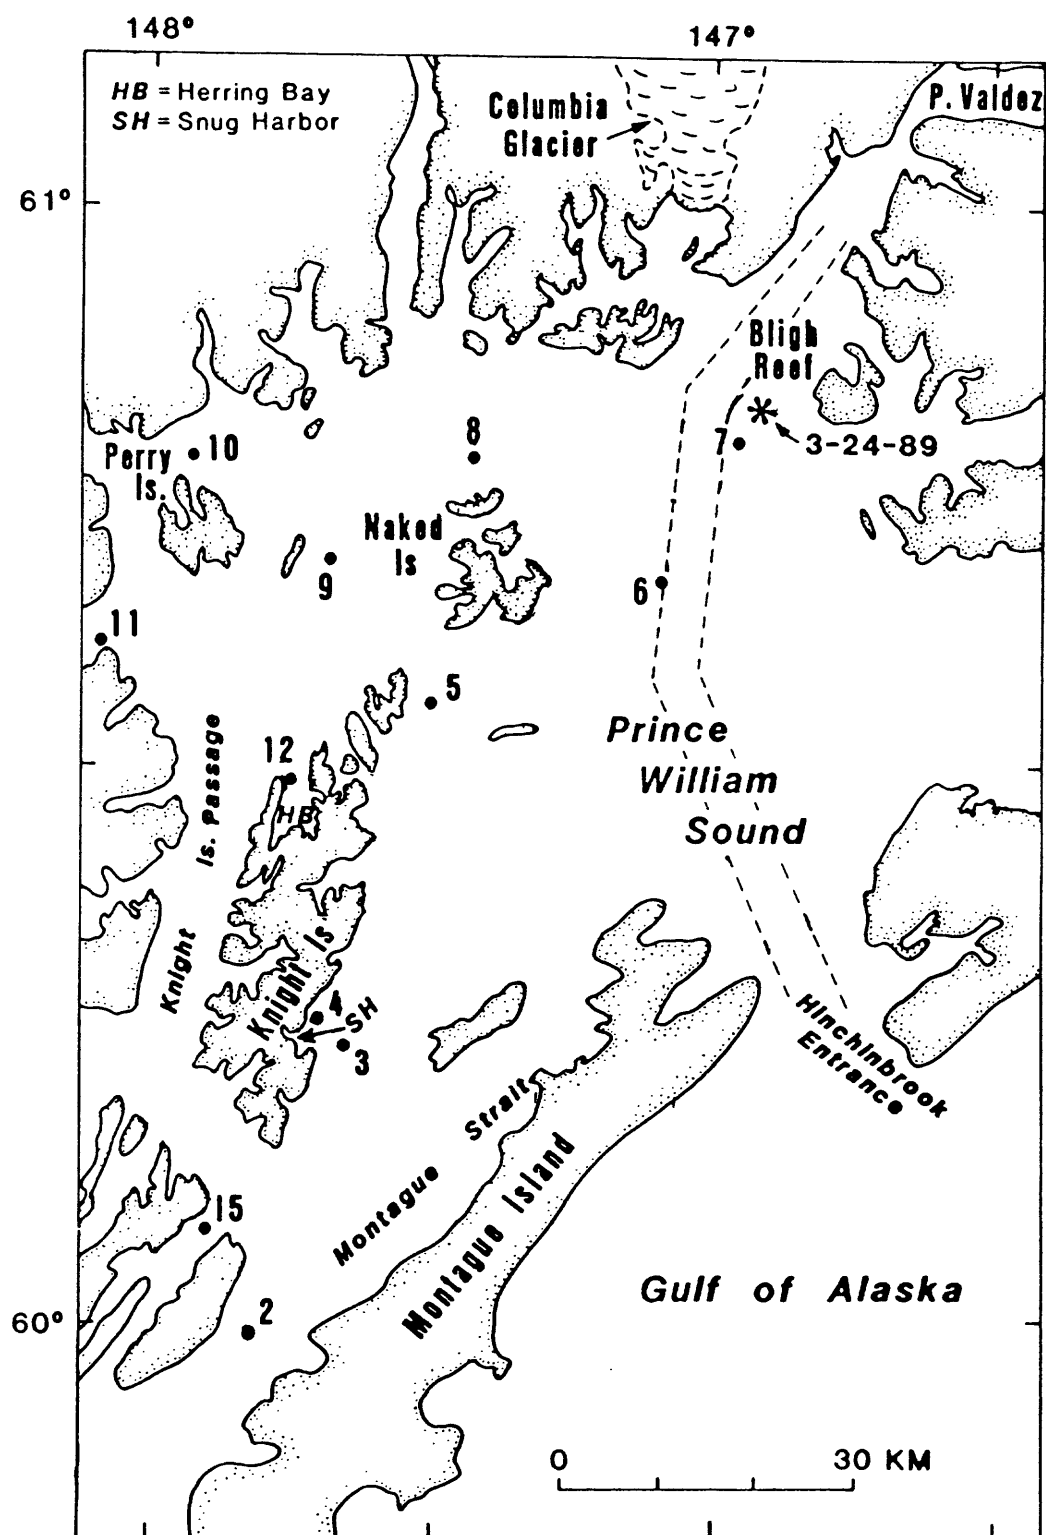 148°
147°
HB = Herring Bay
SH = Snug Harbor
Columbia
Glacier
P. Valdez
61°
Bligh
Reef
3-24-89
7
8
10
Perry
Is.
Naked
Is
9
6
11
5
Prince
William
Sound
12
HB
Knight Is. Passage
Knight Is
4
SH
3
Hinchinbrook
Entrance
Montague Strait
Montague Island
15
2
60°
Gulf of Alaska
0 30 KM